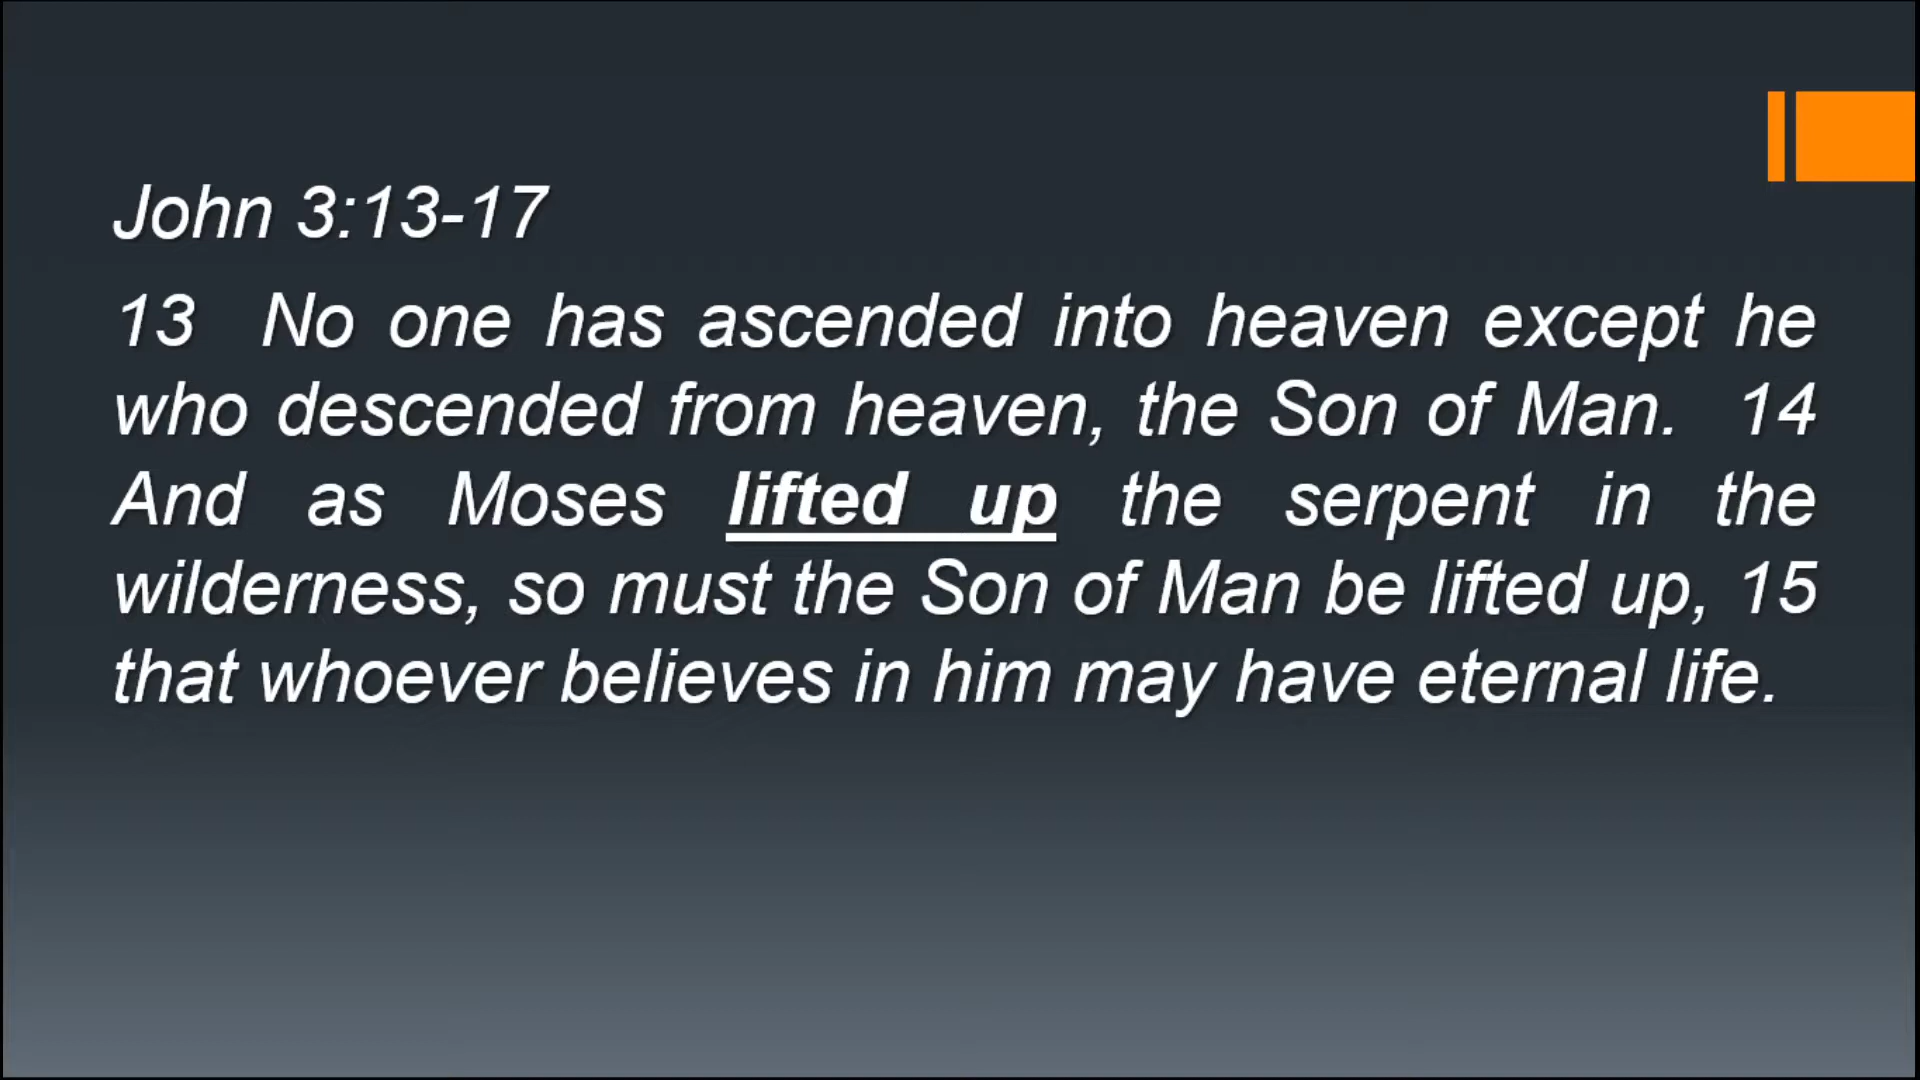 John 3:13-17
13 No one has ascended into heaven except he
who descended from heaven, the Son of Man. 14
And as Moses lifted up the serpent in the
wilderness, so must the Son of Man be lifted up, 15
that whoever believes in him may have eternal life.